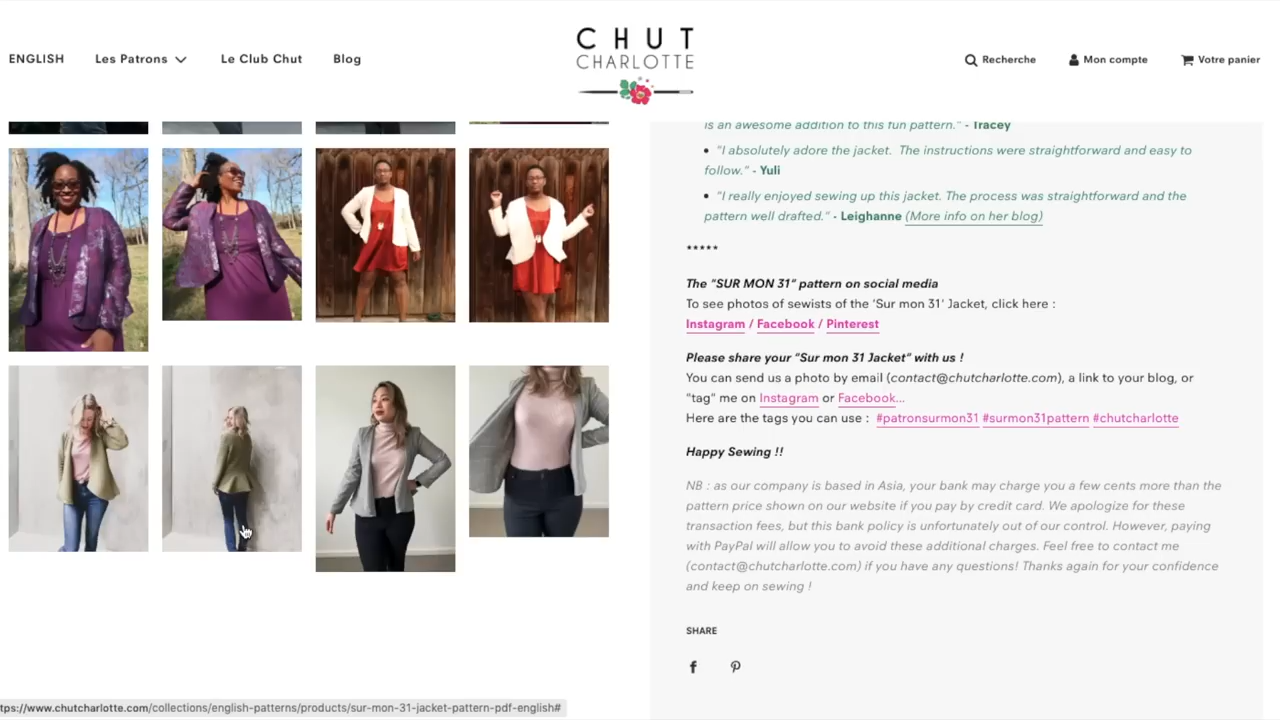 ENGLISH Les Patrons Le Club Chut Blog
CHUT
CHARLOTTE
Recherche Mon compte Votre panier
is an awesome addition to this fun pattern." - Tracey
• "I absolutely adore the jacket. The instructions were straightforward and easy to
follow." - Yuli
• "I really enjoyed sewing up this jacket. The process was straightforward and the
pattern well drafted." - Leighanne (More info on her blog)
*****
The "SUR MON 31" pattern on social media
To see photos of sewists of the 'Sur mon 31' Jacket, click here :
Instagram / Facebook / Pinterest
Please share your "Sur mon 31 Jacket" with us !
You can send us a photo by email (contact@chutcharlotte.com), a link to your blog, or
"tag" me on Instagram or Facebook...
Here are the tags you can use : #patronsurmon31 #surmon31pattern #chutcharlotte
Happy Sewing !!
NB : as our company is based in Asia, your bank may charge you a few cents more than the
pattern price shown on our website if you pay by credit card. We apologize for these
transaction fees, but this bank policy is unfortunately out of our control. However, paying
with PayPal will allow you to avoid these additional charges. Feel free to contact me
(contact@chutcharlotte.com) if you have any questions! Thanks again for your confidence
and keep on sewing !
SHARE
tps://www.chutcharlotte.com/collections/english-patterns/products/sur-mon-31-jacket-pattern-pdf-english#